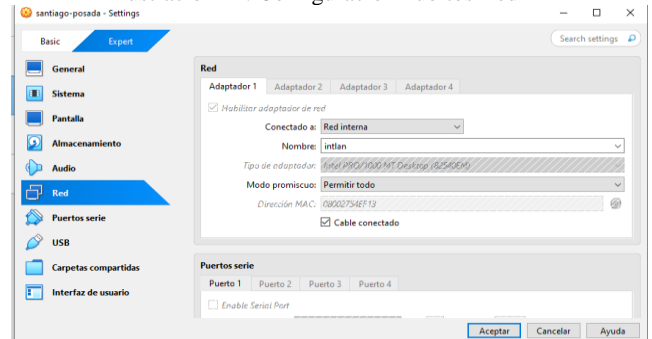 santiago-posada - Settings
Basic
Expert
Search settings
General
Sistema
Pantalla
Almacenamiento
Audio
Red
Puertos serie
USB
Carpetas compartidas
Interfaz de usuario
Red
Adaptador 1 Adaptador 2 Adaptador 3 Adaptador 4
Habilitar adaptador de red
Conectado a: Red interna
Nombre: intlan
Tipo de adaptador: Intel PRO/1000 MT Desktop (82540EM)
Modo promiscuo: Permitir todo
Dirección MAC: 08002754EF13
Cable conectado
Puertos serie
Puerto 1 Puerto 2 Puerto 3 Puerto 4
Enable Serial Port
Aceptar Cancelar Ayuda